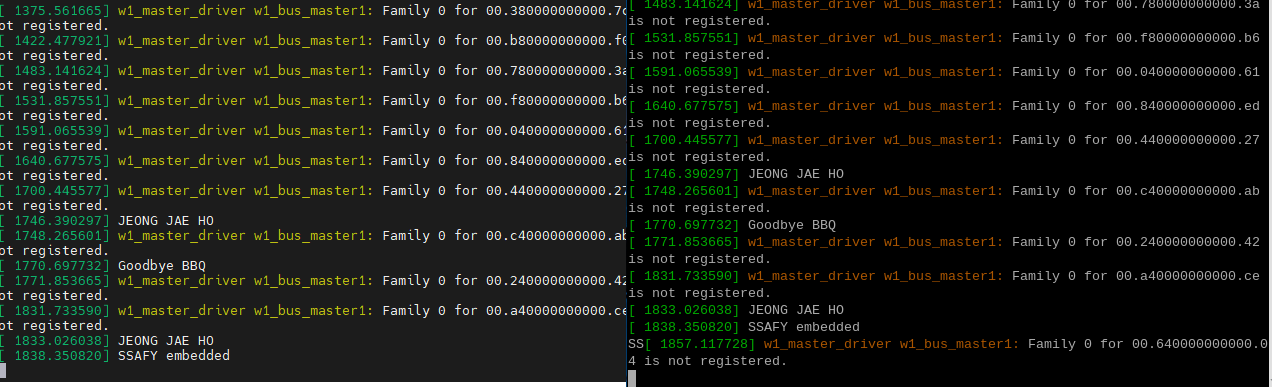 [ 1375.561665] w1_master_driver w1_bus_master1: Family 0 for 00.380000000000.7
ot registered.
[ 1422.477921] w1_master_driver w1_bus_master1: Family 0 for 00.b80000000000.f0
ot registered.
[ 1483.141624] w1_master_driver w1_bus_master1: Family 0 for 00.780000000000.3a
ot registered.
[ 1531.857551] w1_master_driver w1_bus_master1: Family 0 for 00.f80000000000.b6
ot registered.
[ 1591.065539] w1_master_driver w1_bus_master1: Family 0 for 00.040000000000.61
ot registered.
[ 1640.677575] w1_master_driver w1_bus_master1: Family 0 for 00.840000000000.ed
ot registered.
[ 1700.445577] w1_master_driver w1_bus_master1: Family 0 for 00.440000000000.27
ot registered.
[ 1746.390297] JEONG JAE HO
[ 1748.265601] w1_master_driver w1_bus_master1: Family 0 for 00.c40000000000.ab
ot registered.
[ 1770.697732] Goodbye BBQ
[ 1771.853665] w1_master_driver w1_bus_master1: Family 0 for 00.240000000000.42
ot registered.
[ 1831.733590] w1_master_driver w1_bus_master1: Family 0 for 00.a40000000000.ce
ot registered.
[ 1833.026038] JEONG JAE HO
[ 1838.350820] SSAFY embedded
[ 1483.141624] w1_master_driver w1_bus_master1: Family 0 for 00.780000000000.3a
is not registered.
[ 1531.857551] w1_master_driver w1_bus_master1: Family 0 for 00.f80000000000.b6
is not registered.
[ 1591.065539] w1_master_driver w1_bus_master1: Family 0 for 00.040000000000.61
is not registered.
[ 1640.677575] w1_master_driver w1_bus_master1: Family 0 for 00.840000000000.ed
is not registered.
[ 1700.445577] w1_master_driver w1_bus_master1: Family 0 for 00.440000000000.27
is not registered.
[ 1746.390297] JEONG JAE HO
[ 1748.265601] w1_master_driver w1_bus_master1: Family 0 for 00.c40000000000.ab
is not registered.
[ 1770.697732] Goodbye BBQ
[ 1771.853665] w1_master_driver w1_bus_master1: Family 0 for 00.240000000000.42
is not registered.
[ 1831.733590] w1_master_driver w1_bus_master1: Family 0 for 00.a40000000000.ce
is not registered.
[ 1833.026038] JEONG JAE HO
[ 1838.350820] SSAFY embedded
SS[ 1857.117728] w1_master_driver w1_bus_master1: Family 0 for 00.640000000000.0
4 is not registered.